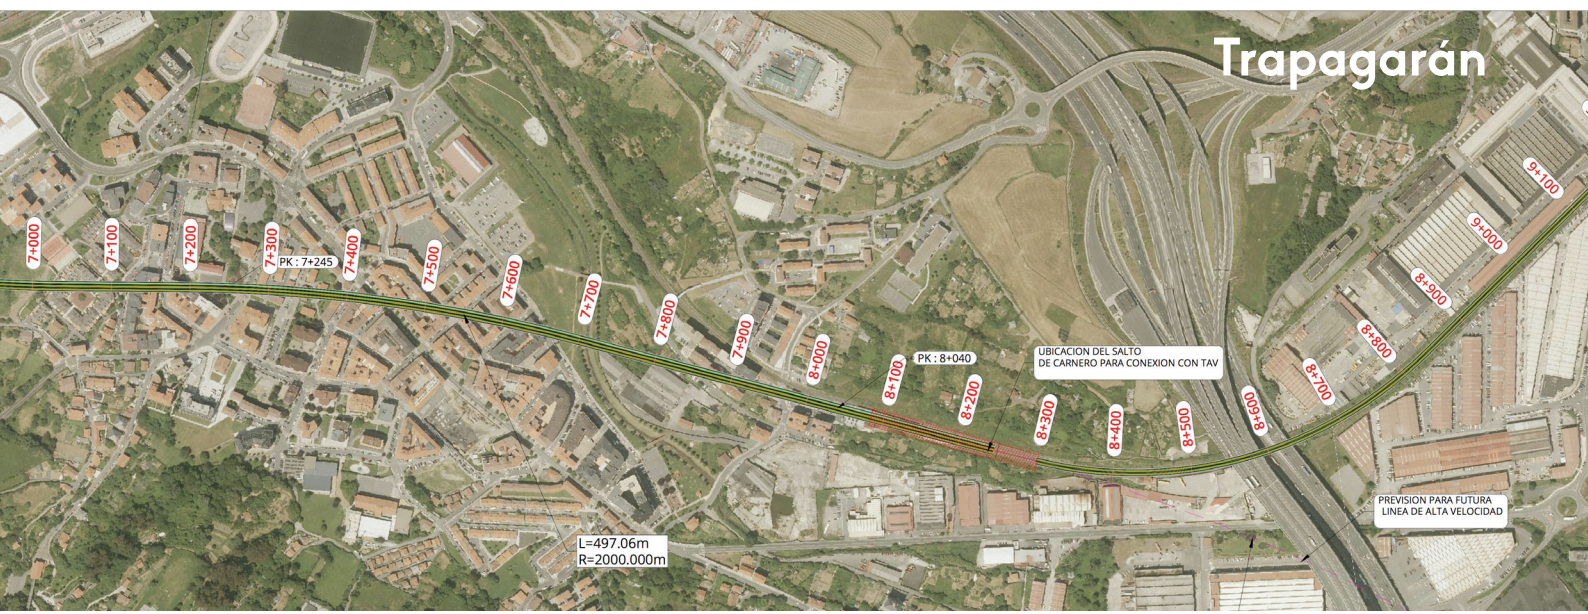 Trapagarán
7+000
7+100
7+200
7+300
PK : 7+245
7+400
7+500
7+600
7+700
7+800
7+900
8+000
8+100
PK : 8+040
8+200
UBICACION DEL SALTO
DE CARNERO PARA CONEXION CON TAV
8+300
8+400
8+500
8+600
8+700
8+800
8+900
9+000
9+100
PREVISION PARA FUTURA
LINEA DE ALTA VELOCIDAD
L=497.06m
R=2000.000m